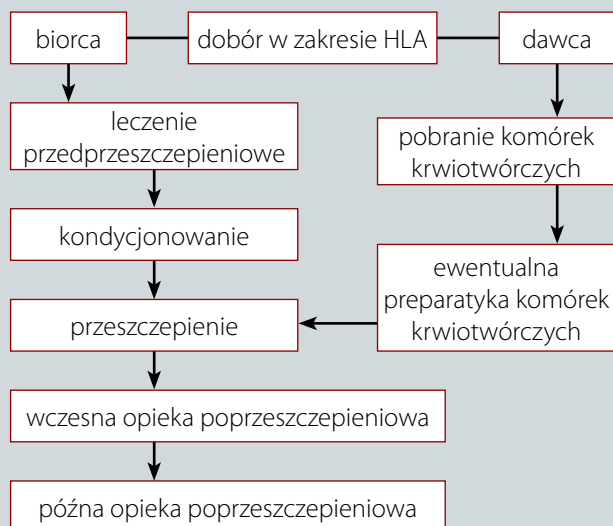 biorca
dobór w zakresie HLA
dawca
leczenie
przedprzeszczepieniowe
pobranie komórek
krwiotwórczych
kondycjonowanie
ewentualna
preparatyka komórek
krwiotwórczych
przeszczepienie
wczesna opieka poprzeszczepieniowa
późna opieka poprzeszczepieniowa